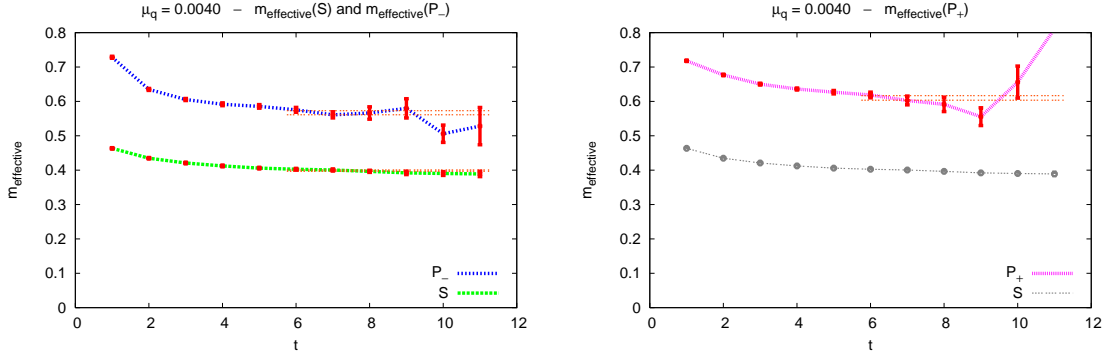 μq = 0.0040 − meffective(S) and meffective(P−)
0.8
0.7
0.6
0.5
0.4
0.3
0.2
0.1
0
meffective
P−
S
0 2 4 6 8 10 12
t
μq = 0.0040 − meffective(P+)
0.8
0.7
0.6
0.5
0.4
0.3
0.2
0.1
0
meffective
P+
S
0 2 4 6 8 10 12
t